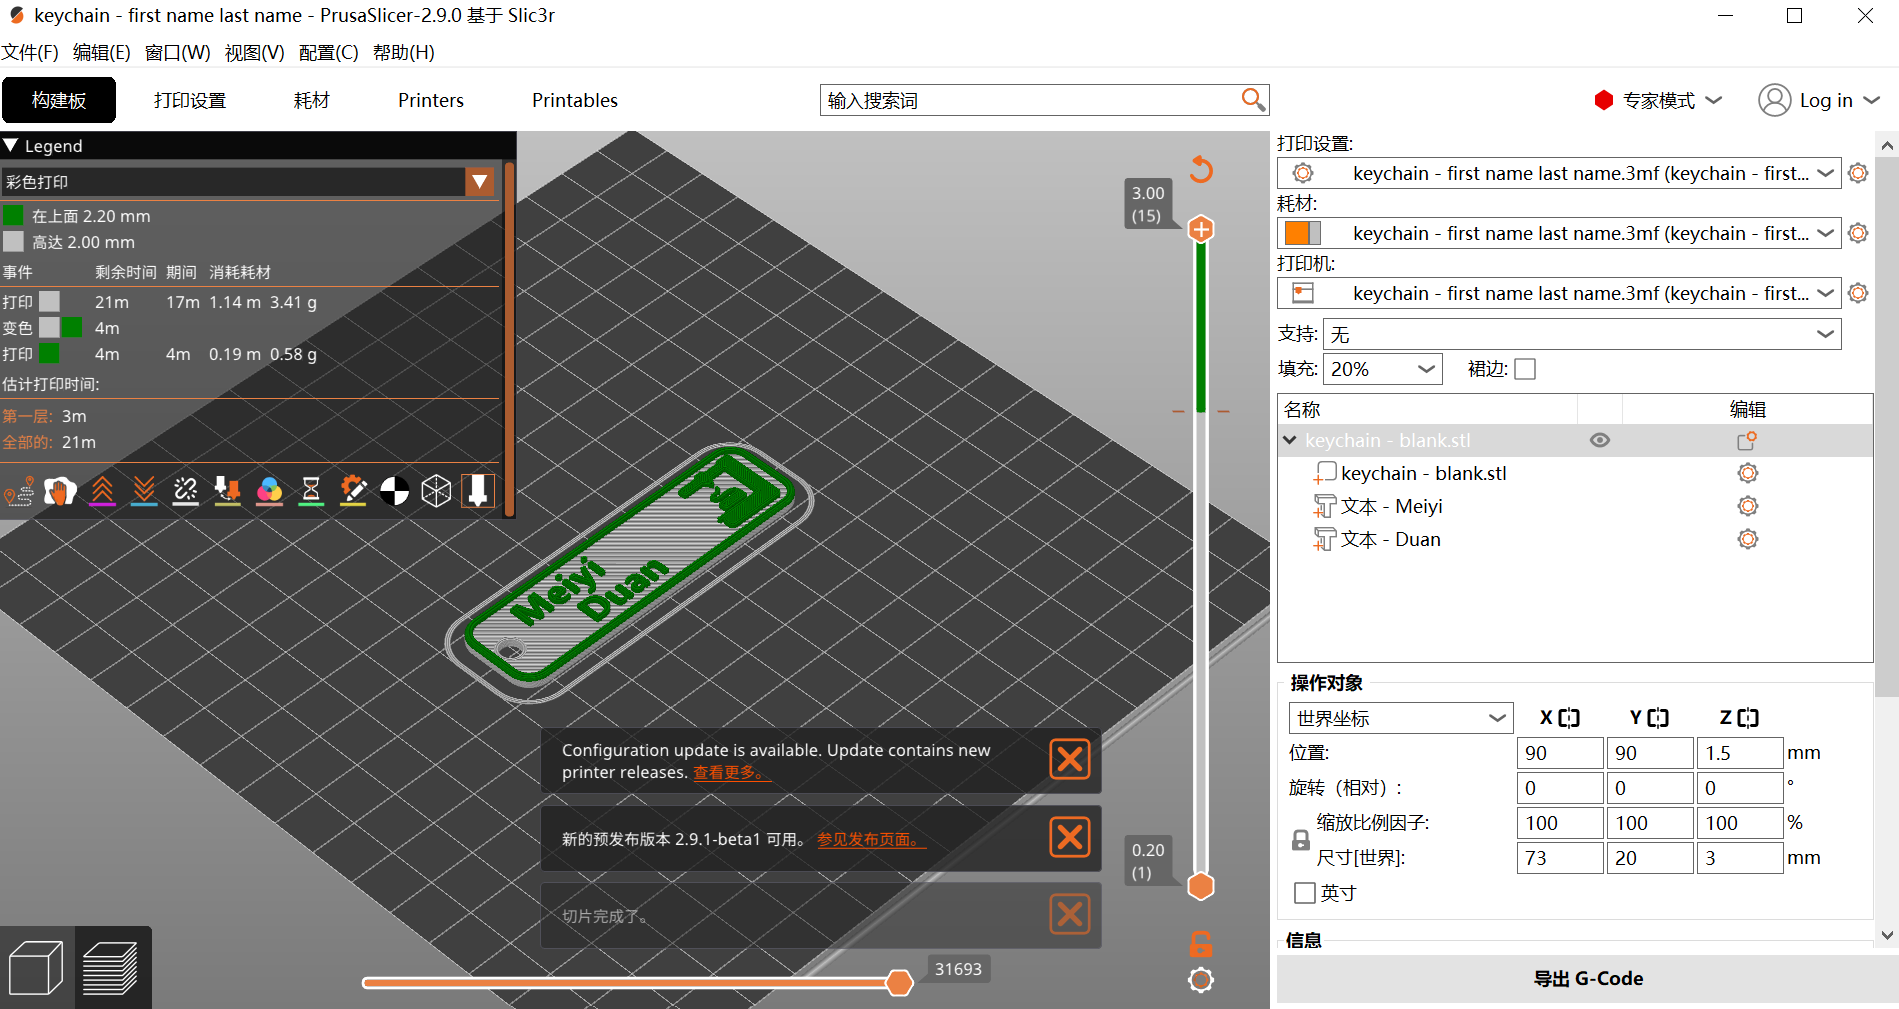 keychain - first name last name - PrusaSlicer-2.9.0 基于 Slic3r
文件(F) 编辑(E) 窗口(W) 视图(V) 配置(C) 帮助(H)
构建板 打印设置 耗材 Printers Printables
输入搜索词
专家模式 Log in
Legend
彩色打印
在上面 2.20 mm
高达 2.00 mm
事件 剩余时间 期间 消耗耗材
打印 21m 17m 1.14 m 3.41 g
变色 4m
打印 4m 4m 0.19 m 0.58 g
估计打印时间:
第一层: 3m
全部的: 21m
3.00
(15)
Meiyi
Duan
Configuration update is available. Update contains new
printer releases. 查看更多。
新的预发布版本 2.9.1-beta1 可用。 参见发布页面。
切片完成了。
0.20
(1)
31693
打印设置:
keychain - first name last name.3mf (keychain - first...
耗材:
keychain - first name last name.3mf (keychain - first...
打印机:
keychain - first name last name.3mf (keychain - first...
支持: 无
填充: 20% 裙边:
名称 编辑
keychain - blank.stl
keychain - blank.stl
文本 - Meiyi
文本 - Duan
操作对象
世界坐标 X Y Z
位置: 90 90 1.5 mm
旋转（相对）: 0 0 0 °
缩放比例因子: 100 100 100 %
尺寸[世界]: 73 20 3 mm
英寸
信息
导出 G-Code